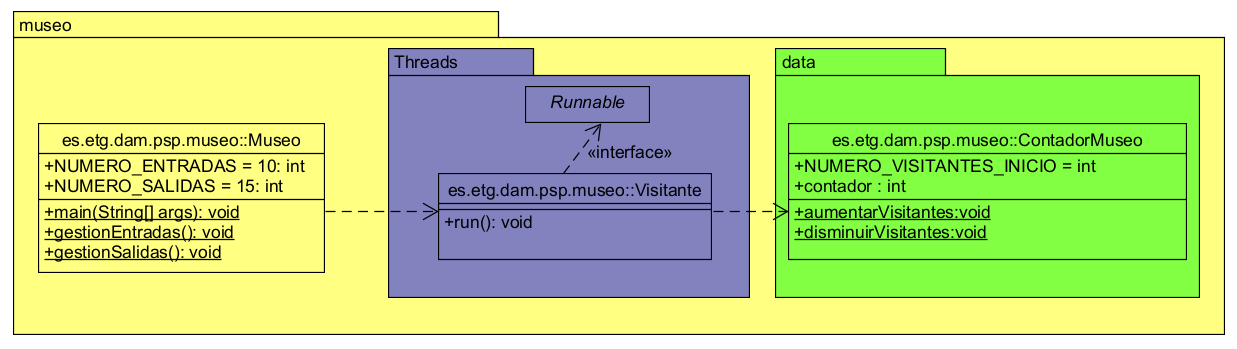 museo
Threads
data
Runnable
«interface»
es.etg.dam.psp.museo::Museo
+NUMERO_ENTRADAS = 10: int
+NUMERO_SALIDAS = 15: int
+main(String[] args): void
+gestionEntradas(): void
+gestionSalidas(): void
es.etg.dam.psp.museo::Visitante
+run(): void
es.etg.dam.psp.museo::ContadorMuseo
+NUMERO_VISITANTES_INICIO = int
+contador : int
+aumentarVisitantes:void
+disminuirVisitantes:void